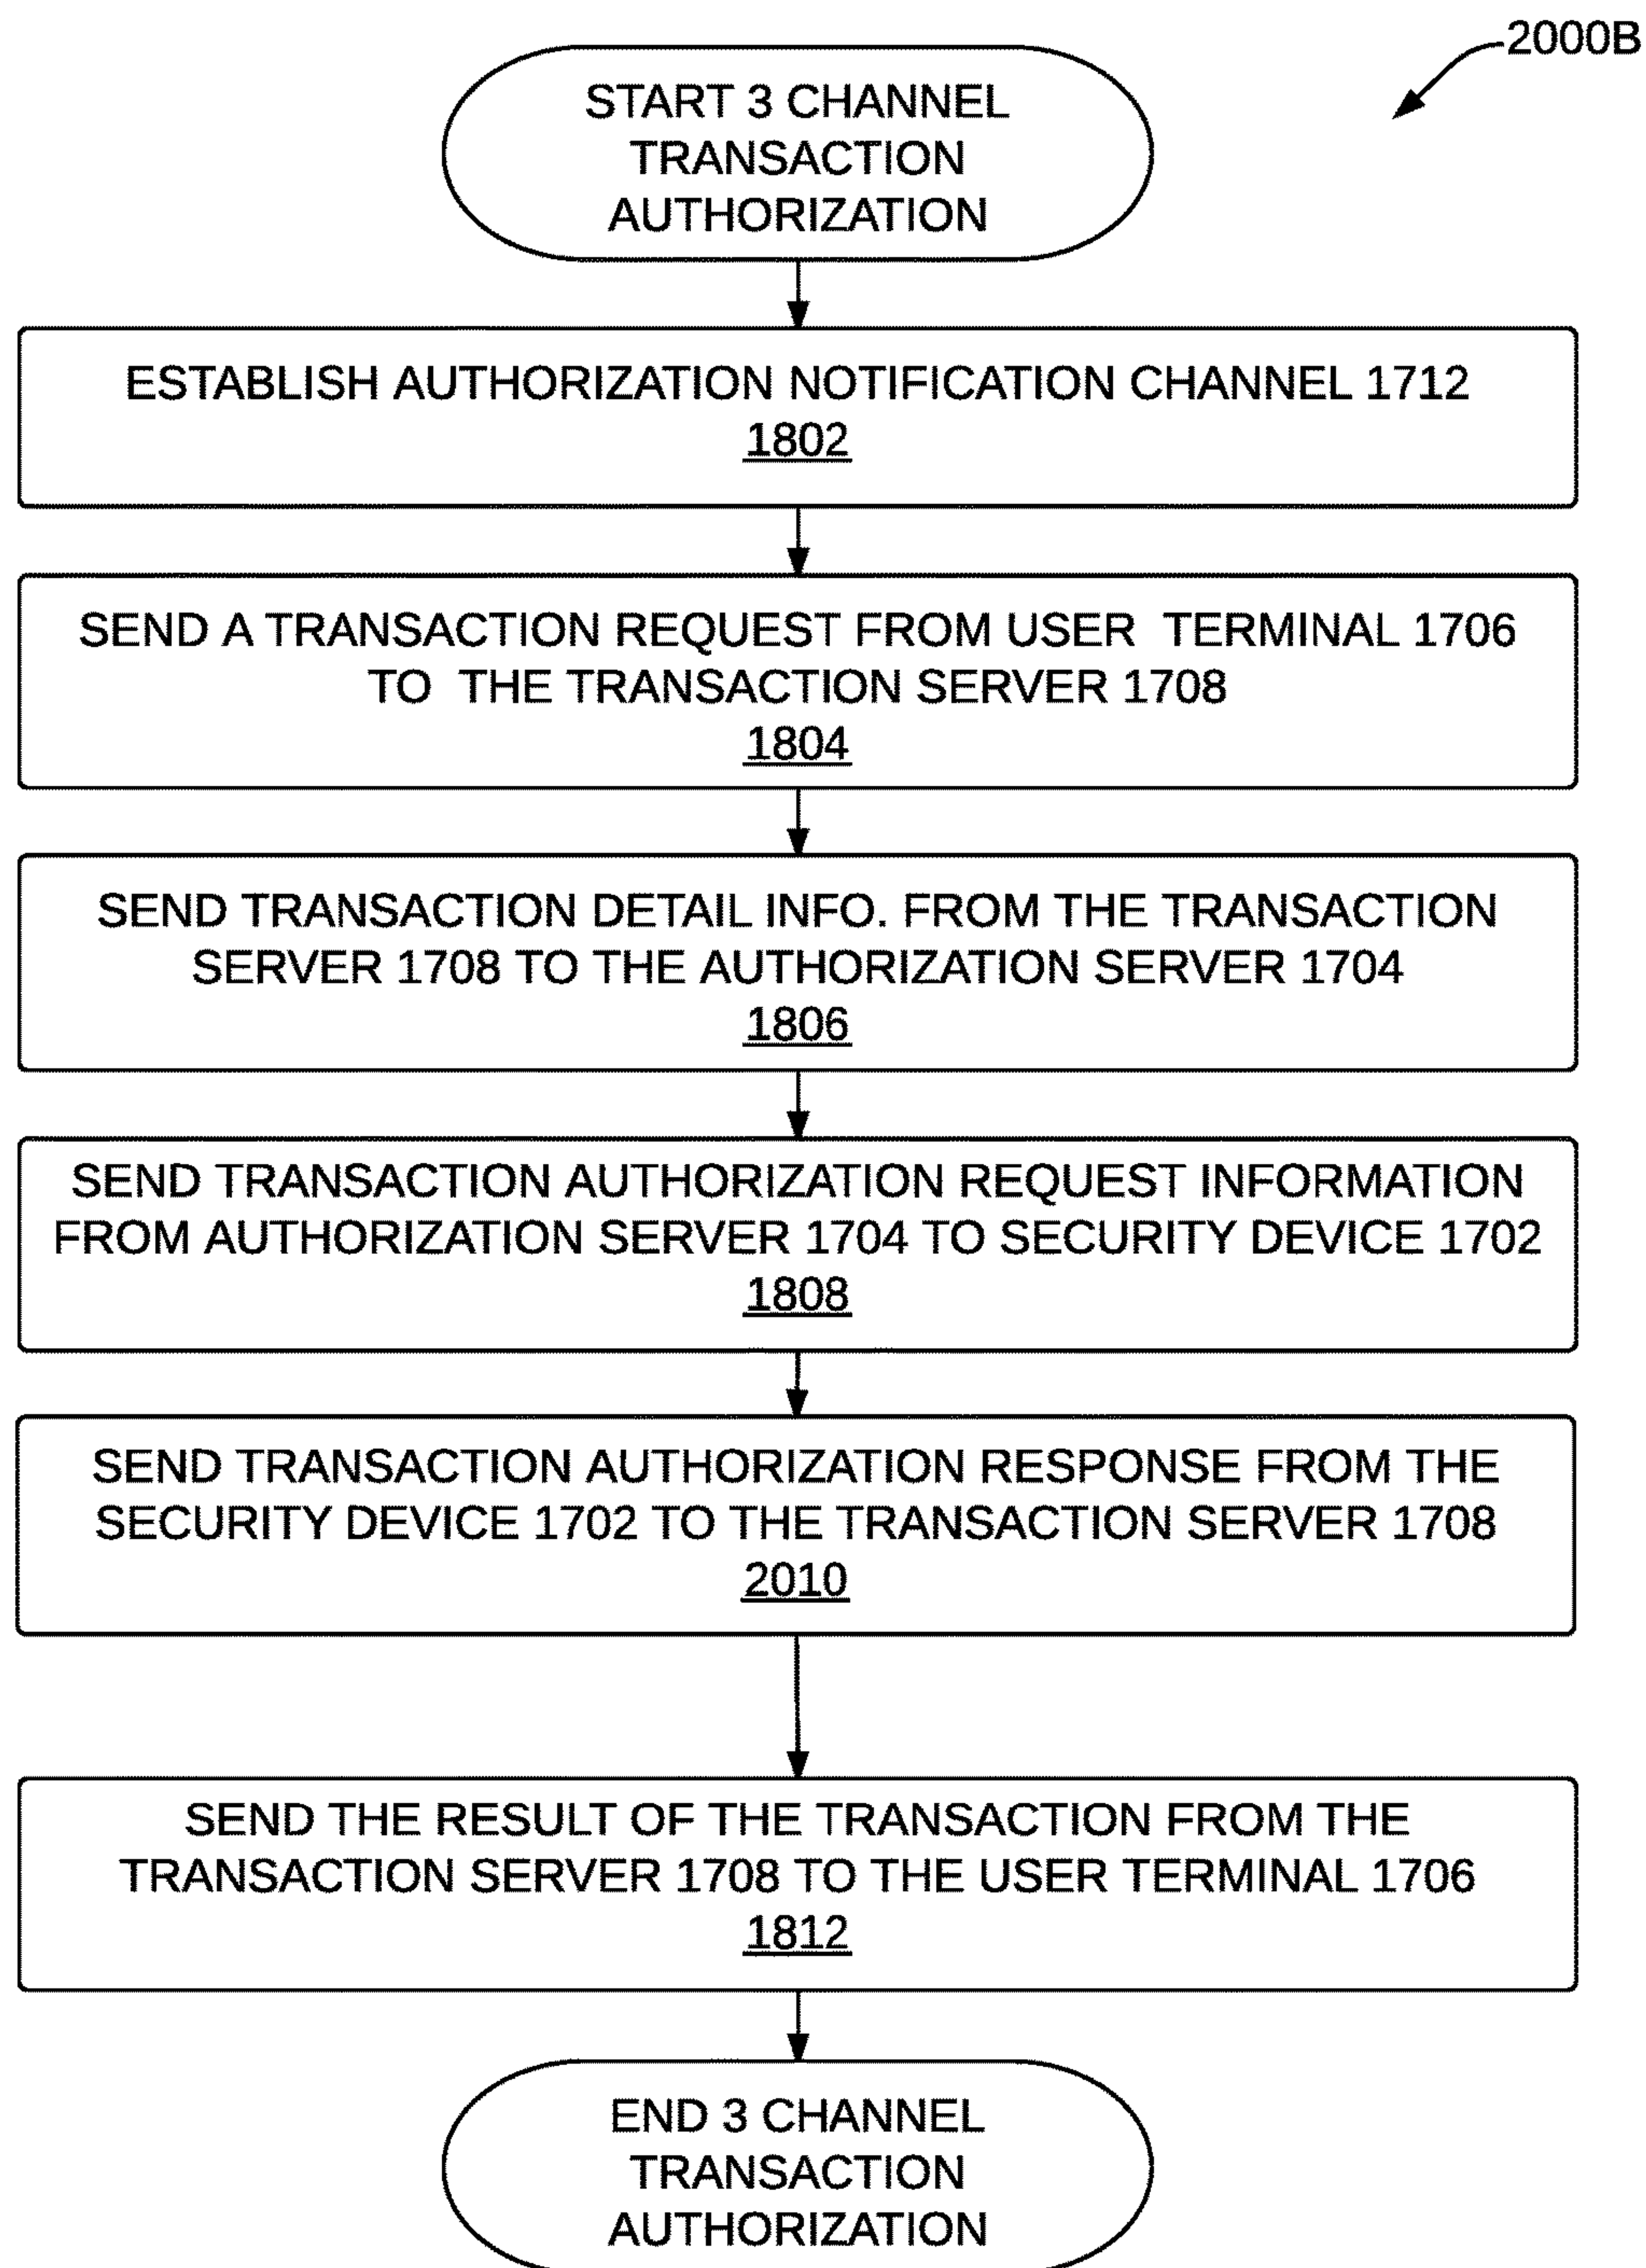 2000B
START 3 CHANNEL
TRANSACTION
AUTHORIZATION
ESTABLISH AUTHORIZATION NOTIFICATION CHANNEL 1712
1802
SEND A TRANSACTION REQUEST FROM USER TERMINAL 1706
TO THE TRANSACTION SERVER 1708
1804
SEND TRANSACTION DETAIL INFO. FROM THE TRANSACTION
SERVER 1708 TO THE AUTHORIZATION SERVER 1704
1806
SEND TRANSACTION AUTHORIZATION REQUEST INFORMATION
FROM AUTHORIZATION SERVER 1704 TO SECURITY DEVICE 1702
1808
SEND TRANSACTION AUTHORIZATION RESPONSE FROM THE
SECURITY DEVICE 1702 TO THE TRANSACTION SERVER 1708
2010
SEND THE RESULT OF THE TRANSACTION FROM THE
TRANSACTION SERVER 1708 TO THE USER TERMINAL 1706
1812
END 3 CHANNEL
TRANSACTION
AUTHORIZATION